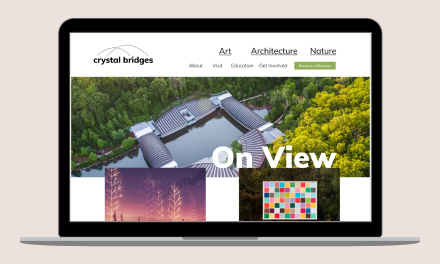 Art Architecture Nature
crystal bridges
About Visit Education Get Involved Become a Member
On View